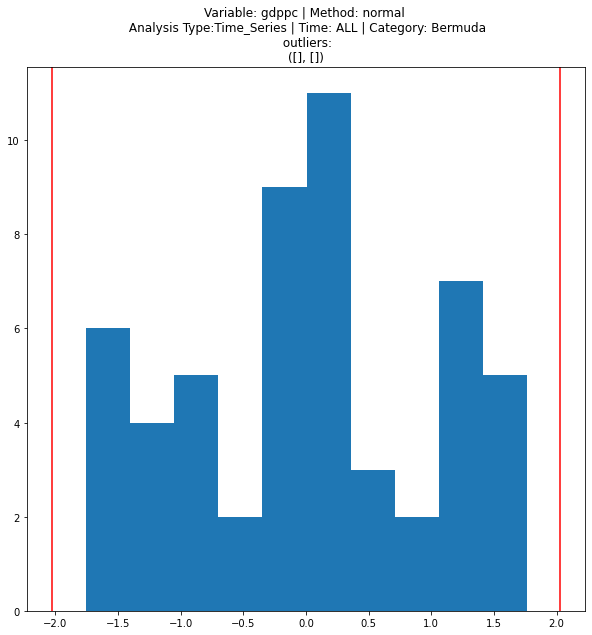 Variable: gdppc | Method: normal
Analysis Type:Time_Series | Time: ALL | Category: Bermuda
outliers:
([], [])
10
8
6
4
2
0
−2.0 −1.5 −1.0 −0.5 0.0 0.5 1.0 1.5 2.0